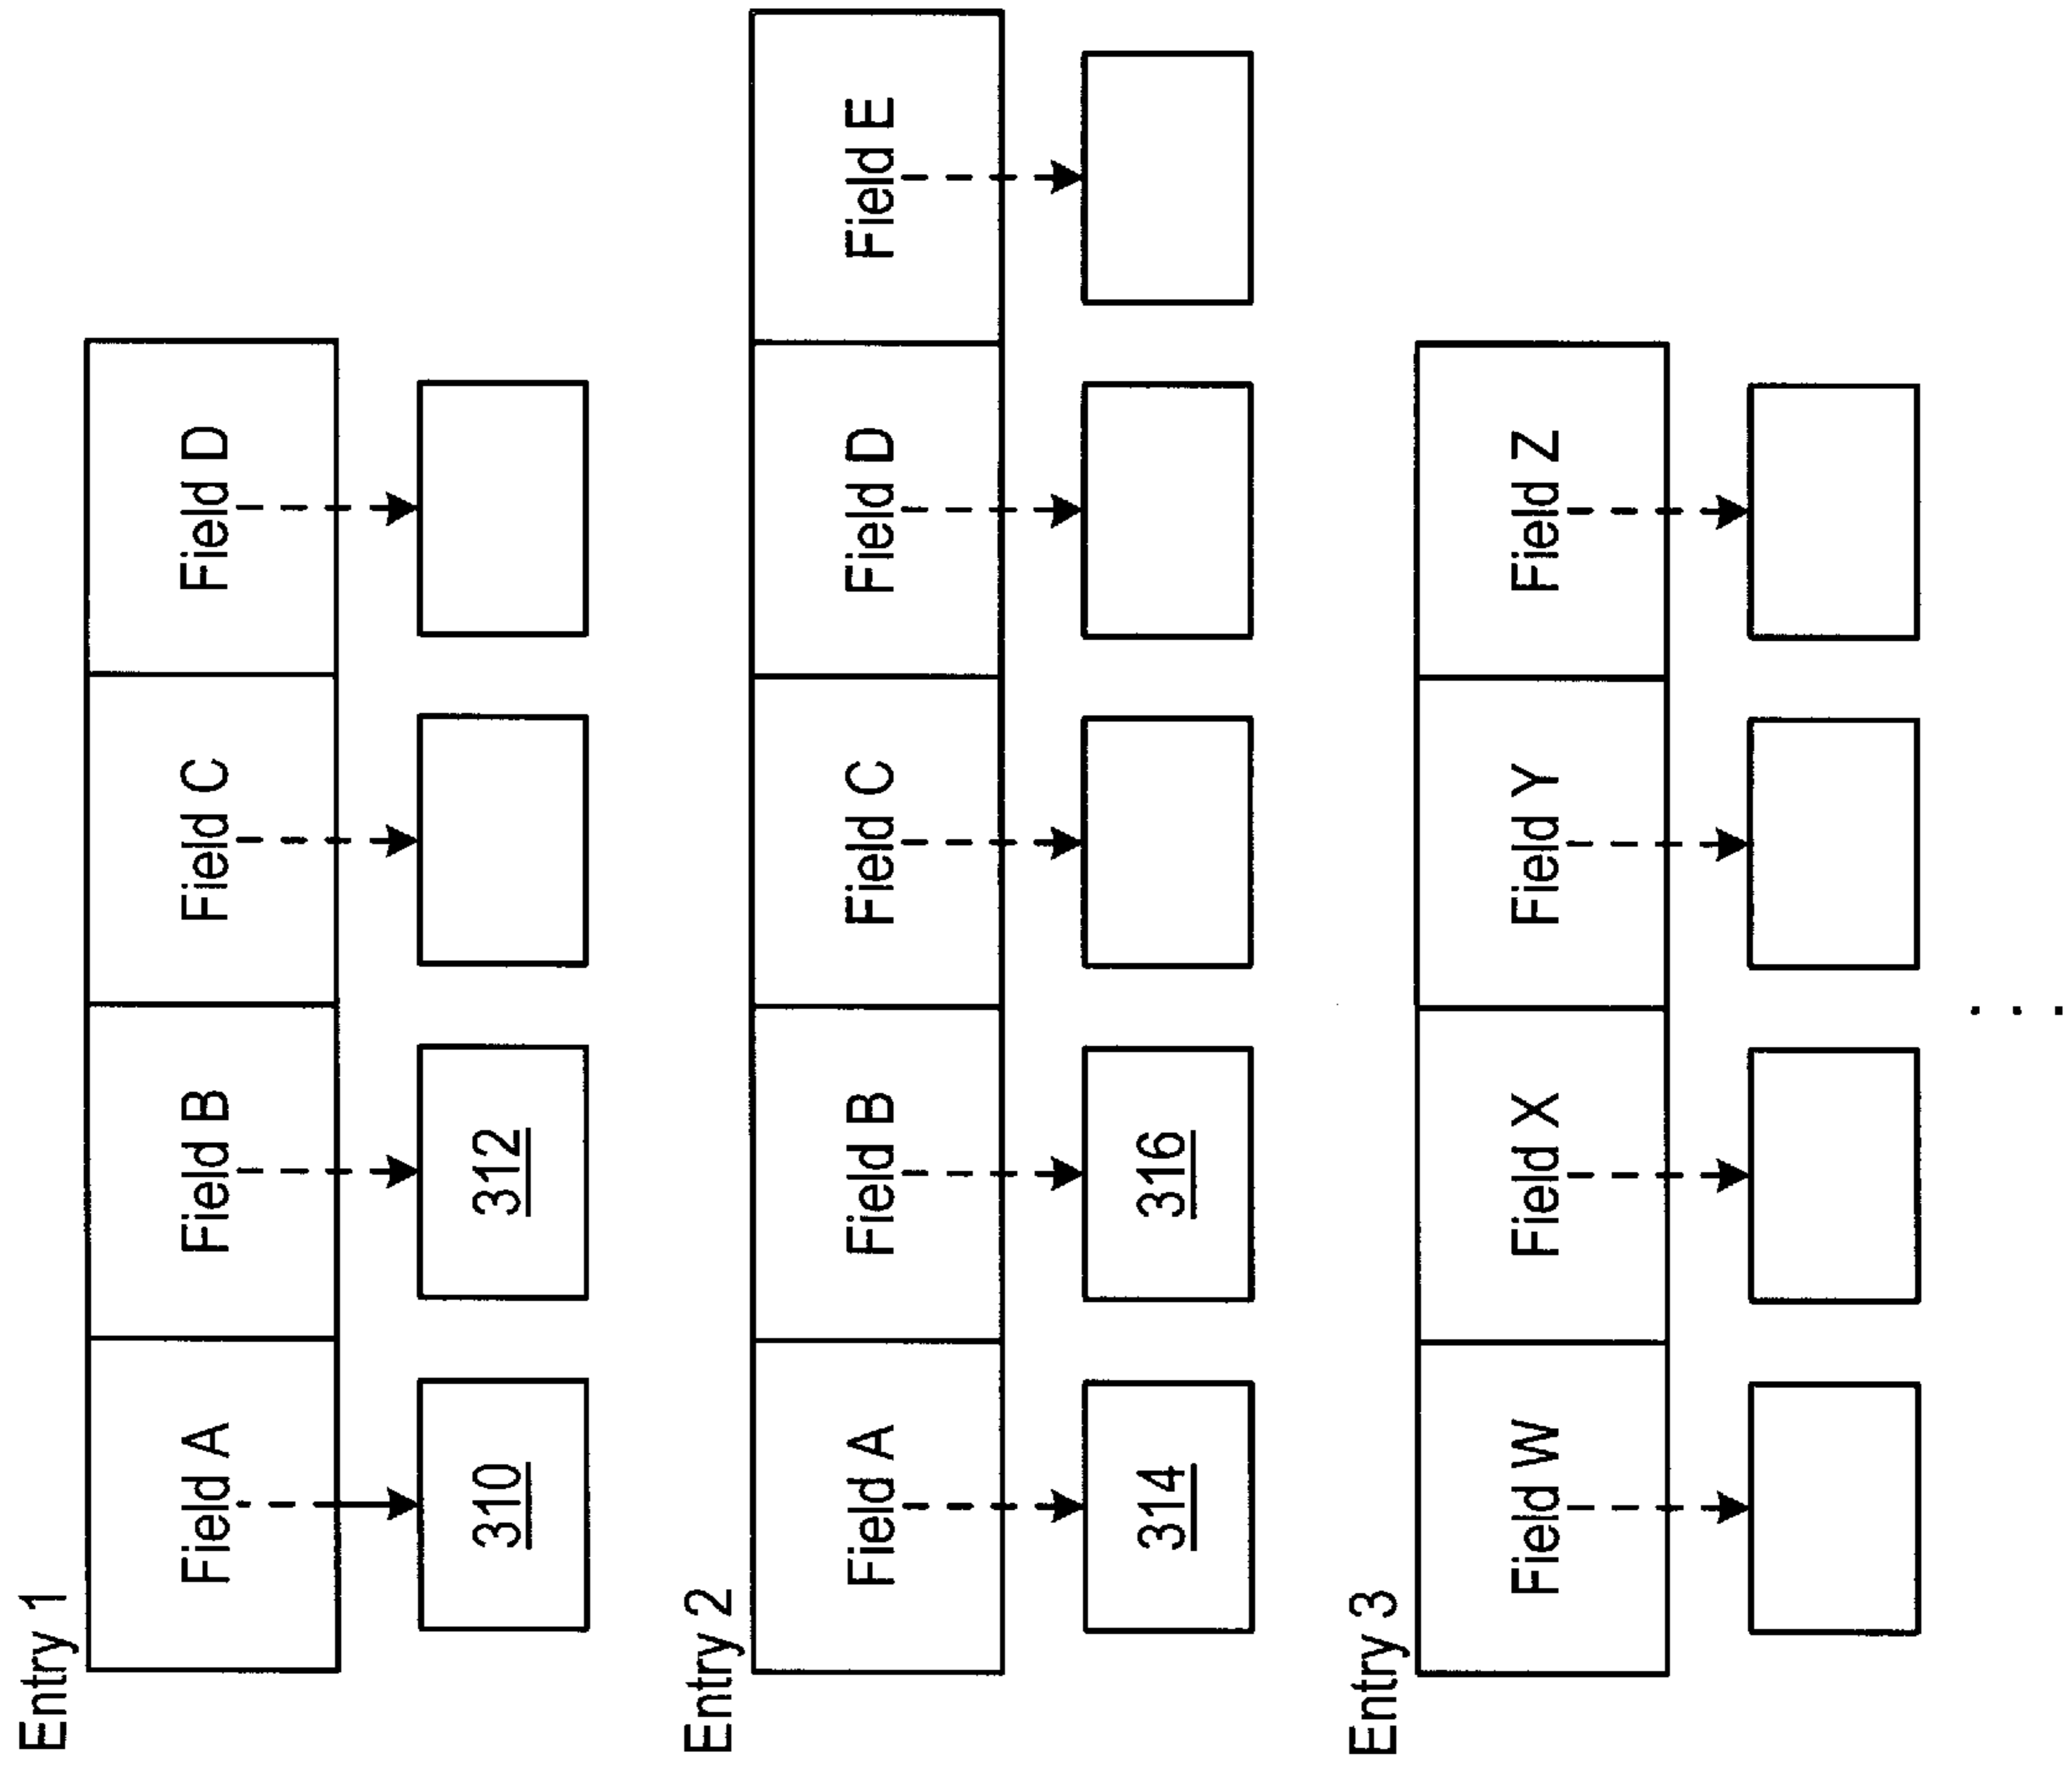 Entry 1
Field A
Field B
Field C
Field D
310
312
Entry 2
Field A
Field B
Field C
Field D
Field E
314
316
Entry 3
Field W
Field X
Field Y
Field Z
. . .